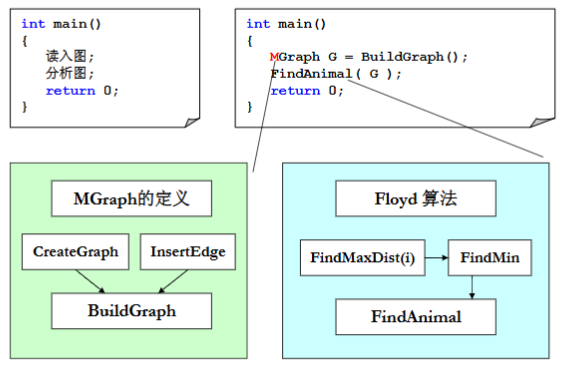 int main()
{
读入图;
分析图;
return 0;
}
int main()
{
MGraph G = BuildGraph();
FindAnimal( G );
return 0;
}
MGraph的定义
CreateGraph
InsertEdge
BuildGraph
Floyd 算法
FindMaxDist(i)
FindMin
FindAnimal